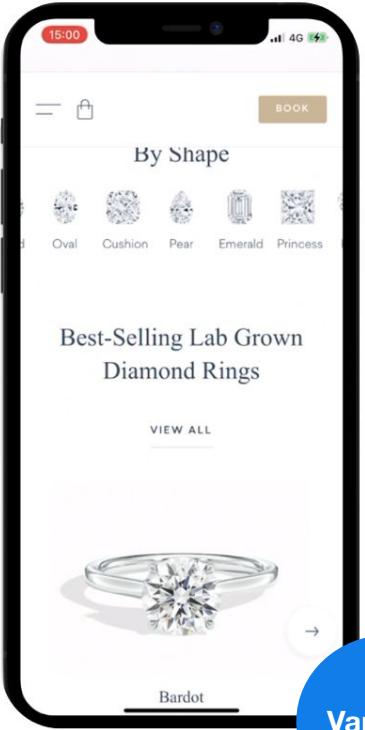 15:00
4G
BOOK
By Shape
Oval
Cushion
Pear
Emerald
Princess
Best-Selling Lab Grown
Diamond Rings
VIEW ALL
Bardot